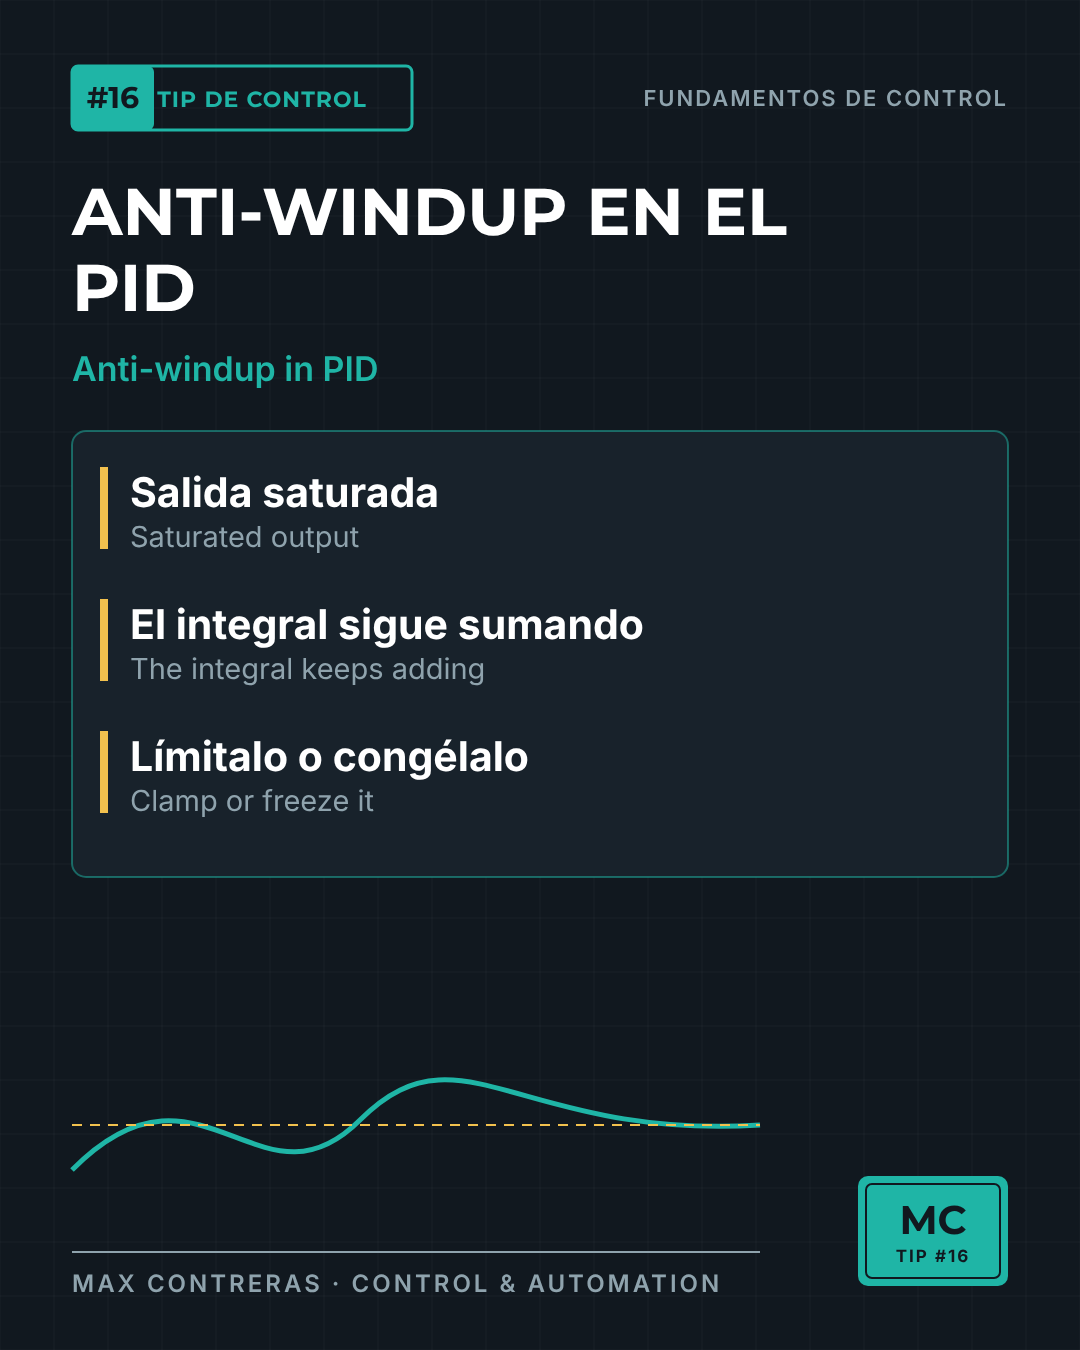 #16 TIP DE CONTROL
FUNDAMENTOS DE CONTROL
ANTI-WINDUP EN EL
PID
Anti-windup in PID
Salida saturada
Saturated output
El integral sigue sumando
The integral keeps adding
Límitalo o congélalo
Clamp or freeze it
MC
TIP #16
MAX CONTRERAS · CONTROL & AUTOMATION